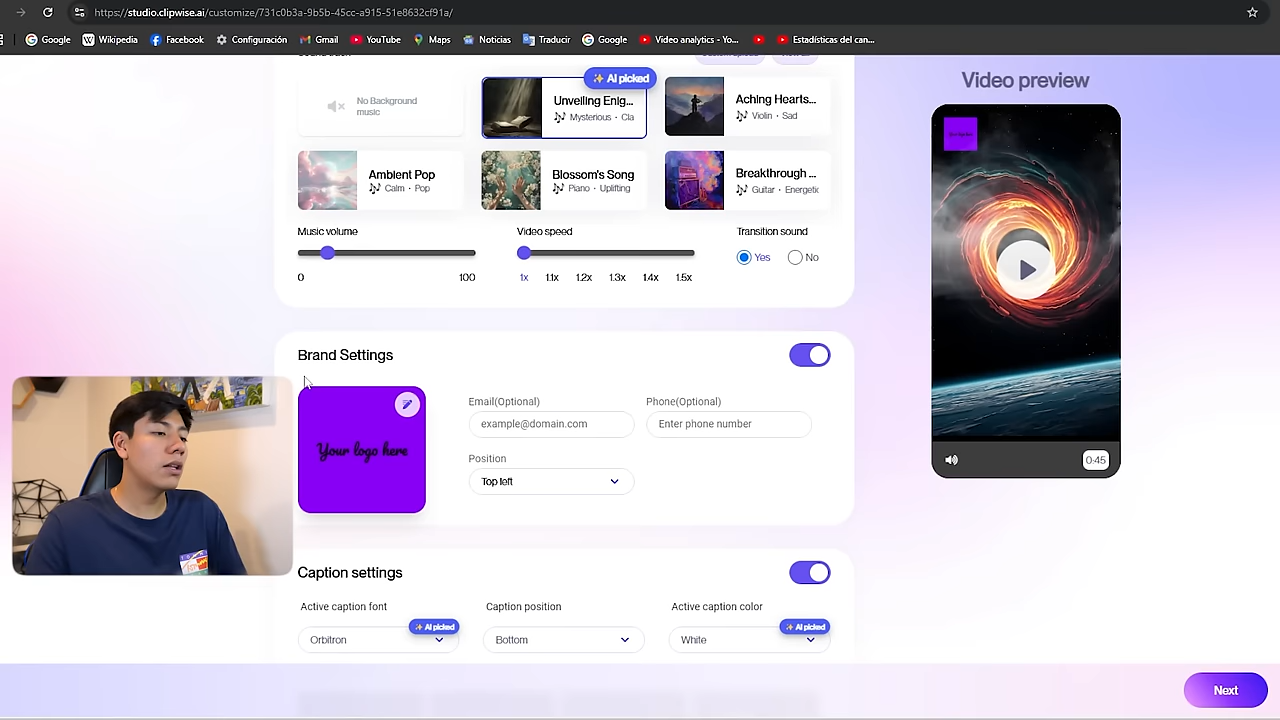 https://studio.clipwise.ai/customize/731c0b3a-9b5b-45cc-a915-51e8632cf91a/
Google Wikipedia Facebook Configuración Gmail YouTube Maps Noticias Traducir Google Video analytics - Yo... Estadísticas del can...
Video preview
AI picked
No Background
music
Unveiling Enig...
Mysterious • Cla
Aching Hearts...
Violin • Sad
Ambient Pop
Calm • Pop
Blossom's Song
Piano • Uplifting
Breakthrough ...
Guitar • Energetic
Music volume
Video speed
Transition sound
Yes No
0 100
1x 1.1x 1.2x 1.3x 1.4x 1.5x
Brand Settings
Your logo here
Email(Optional)
Phone(Optional)
example@domain.com
Enter phone number
Position
Top left
0:45
Caption settings
Active caption font
Caption position
Active caption color
AI picked
AI picked
Orbitron
Bottom
White
Next